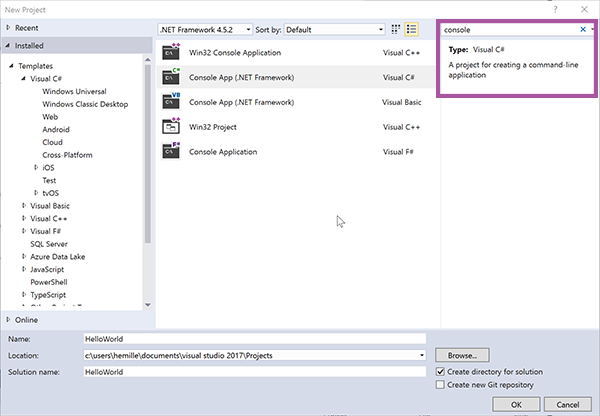 New Project
? ×
Recent
.NET Framework 4.5.2 Sort by: Default
console
Installed
Templates
Visual C#
Windows Universal
Windows Classic Desktop
Web
Android
Cloud
Cross-Platform
iOS
Test
tvOS
Visual Basic
Visual C++
Visual F#
SQL Server
Azure Data Lake
JavaScript
PowerShell
TypeScript
Online
Win32 Console Application Visual C++
Console App (.NET Framework) Visual C#
Console App (.NET Framework) Visual Basic
Win32 Project Visual C++
Console Application Visual F#
Type: Visual C#
A project for creating a command-line
application
Name: HelloWorld
Location: c:\users\hemille\documents\visual studio 2017\Projects
Browse...
Solution name: HelloWorld
Create directory for solution
Create new Git repository
OK Cancel